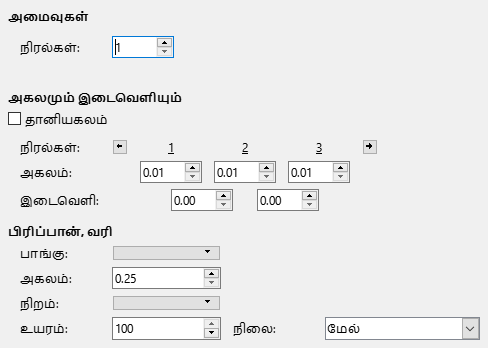 அமைவுகள்
நிரல்கள்: 1
அகலமும் இடைவெளியும்
தானியகலம்
நிரல்கள்: 1 2 3
அகலம்: 0.01 0.01 0.01
இடைவெளி: 0.00 0.00
பிரிப்பான், வரி
பாங்கு:
அகலம்: 0.25
நிறம்:
உயரம்: 100 நிலை: மேல்